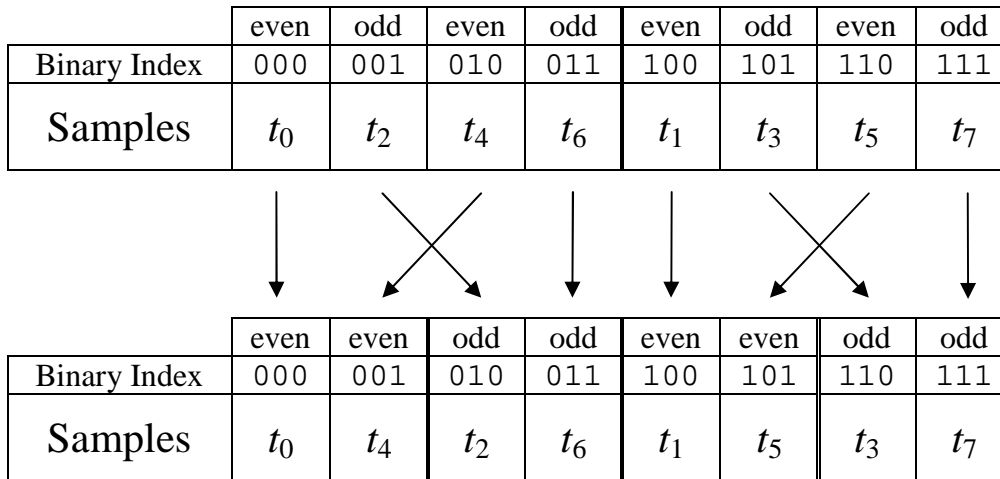 even odd even odd even odd even odd
Binary Index 000 001 010 011 100 101 110 111
Samples t₀ t₂ t₄ t₆ t₁ t₃ t₅ t₇
even even odd odd even even odd odd
Binary Index 000 001 010 011 100 101 110 111
Samples t₀ t₄ t₂ t₆ t₁ t₅ t₃ t₇